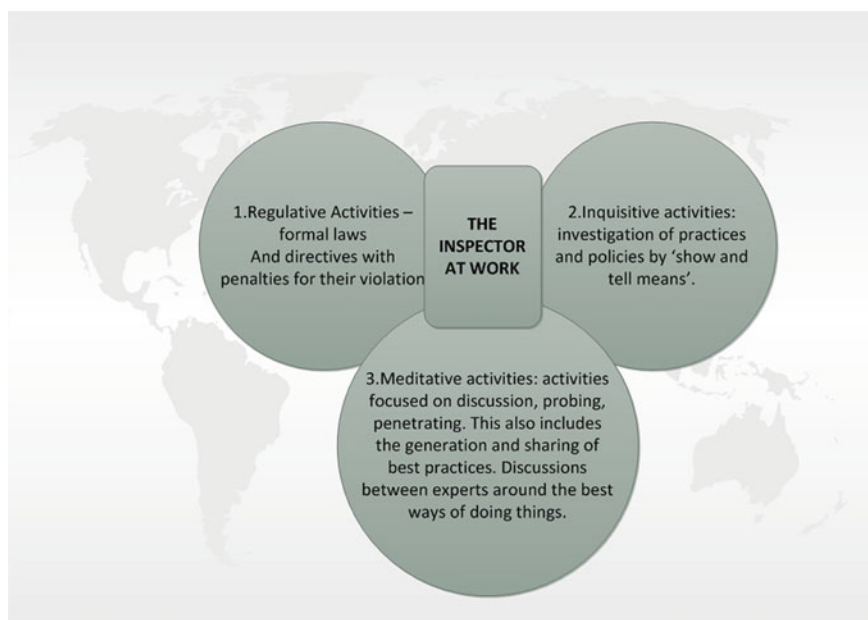 1.Regulative Activities –
formal laws
And directives with
penalties for their violation
THE
INSPECTOR
AT WORK
2.Inquisitive activities:
investigation of practices
and policies by ‘show and
tell means’.
3.Meditative activities: activities
focused on discussion, probing,
penetrating. This also includes
the generation and sharing of
best practices. Discussions
between experts around the best
ways of doing things.